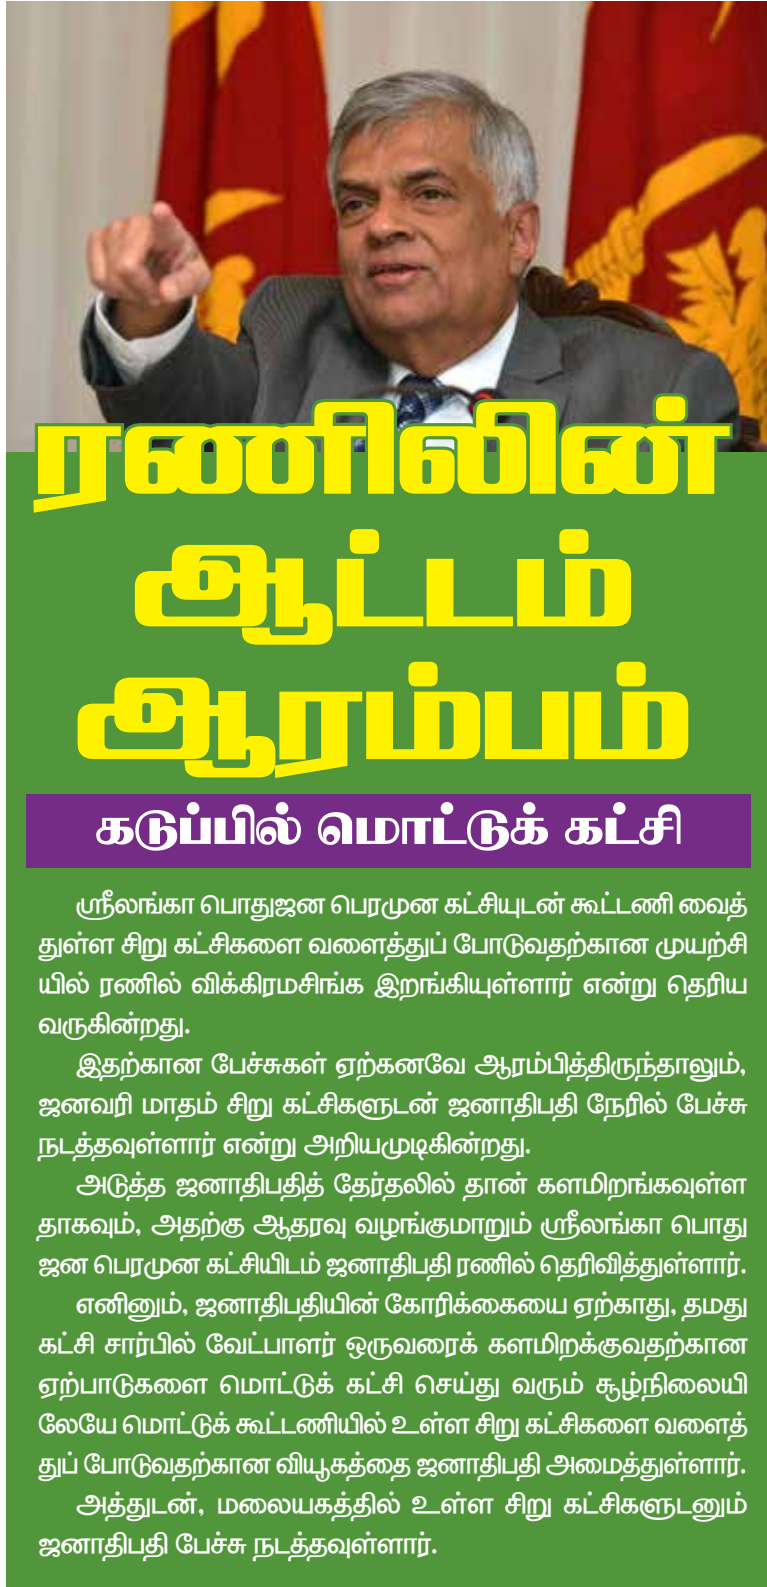 ரணிலின்
ஆட்டம்
ஆரம்பம்
கடுப்பில் மொட்டுக் கட்சி
ஸ்ரீலங்கா பொதுஜன பெரமுன கட்சியுடன் கூட்டணி வைத்
துள்ள சிறு கட்சிகளை வளைத்துப் போடுவதற்கான முயற்சி
யில் ரணில் விக்கிரமசிங்க இறங்கியுள்ளார் என்று தெரிய
வருகின்றது.
இதற்கான பேச்சுகள் ஏற்கனவே ஆரம்பித்திருந்தாலும்,
ஜனவரி மாதம் சிறு கட்சிகளுடன் ஜனாதிபதி நேரில் பேச்சு
நடத்தவுள்ளார் என்று அறியமுடிகின்றது.
அடுத்த ஜனாதிபதித் தேர்தலில் தான் களமிறங்கவுள்ள
தாகவும், அதற்கு ஆதரவு வழங்குமாறும் ஸ்ரீலங்கா பொது
ஜன பெரமுன கட்சியிடம் ஜனாதிபதி ரணில் தெரிவித்துள்ளார்.
எனினும், ஜனாதிபதியின் கோரிக்கையை ஏற்காது, தமது
கட்சி சார்பில் வேட்பாளர் ஒருவரைக் களமிறக்குவதற்கான
ஏற்பாடுகளை மொட்டுக் கட்சி செய்து வரும் சூழ்நிலையி
லேயே மொட்டுக் கூட்டணியில் உள்ள சிறு கட்சிகளை வளைத்
துப் போடுவதற்கான வியூகத்தை ஜனாதிபதி அமைத்துள்ளார்.
அத்துடன், மலையகத்தில் உள்ள சிறு கட்சிகளுடனும்
ஜனாதிபதி பேச்சு நடத்தவுள்ளார்.